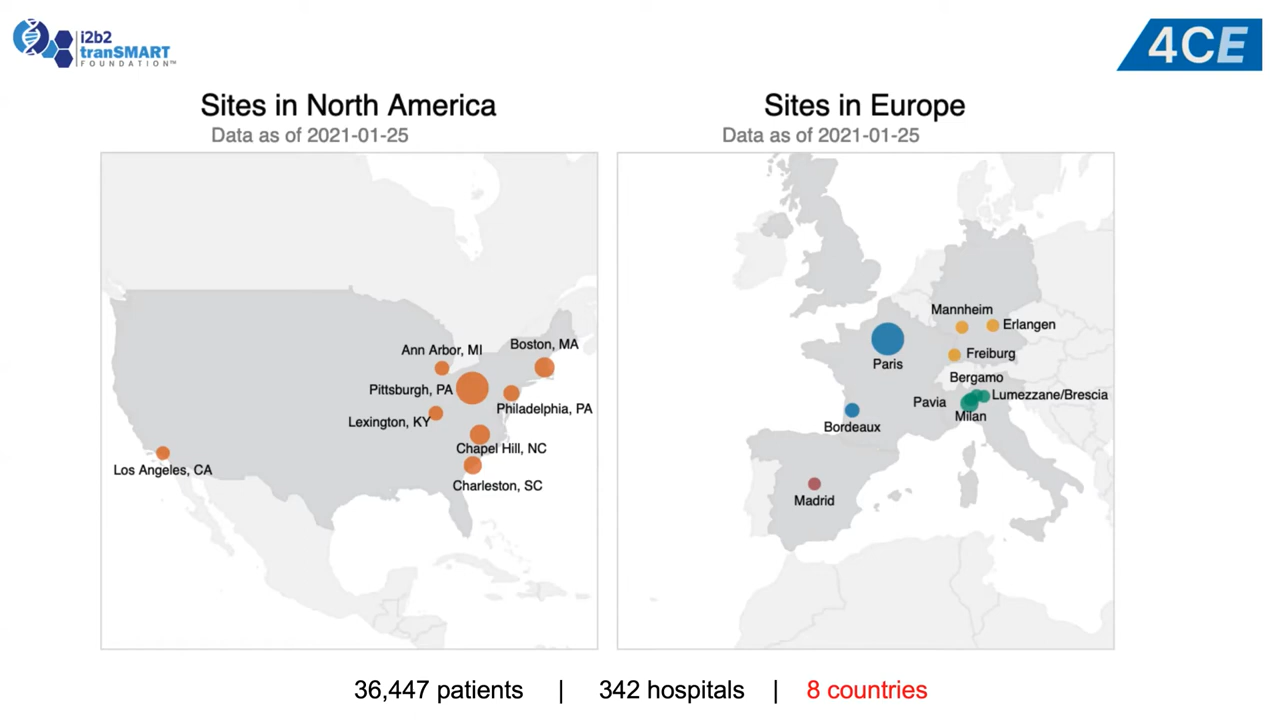 i2b2
tranSMART
FOUNDATION™
4CE
Sites in North America
Data as of 2021-01-25
Ann Arbor, MI
Boston, MA
Pittsburgh, PA
Philadelphia, PA
Lexington, KY
Chapel Hill, NC
Los Angeles, CA
Charleston, SC
Sites in Europe
Data as of 2021-01-25
Mannheim
Erlangen
Freiburg
Paris
Bergamo
Lumezzane/Brescia
Pavia
Milan
Bordeaux
Madrid
36,447 patients | 342 hospitals | 8 countries